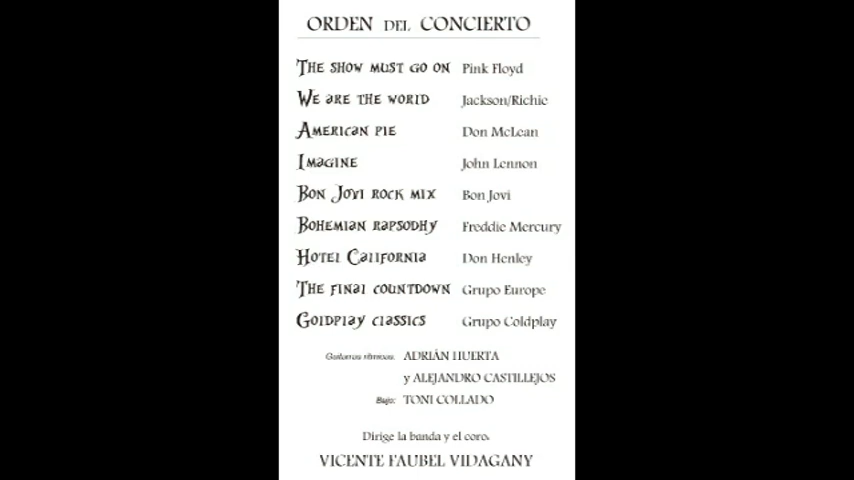 ORDEN DEL CONCIERTO
THE SHOW MUST GO ON Pink Floyd
WE ARE THE WORLD Jackson/Richie
AMERICAN PIE Don McLean
IMAGINE John Lennon
BON JOVI ROCK MIX Bon Jovi
BOHEMIAN RAPSODHY Freddie Mercury
HOTEL CALIFORNIA Don Henley
THE FINAL COUNTDOWN Grupo Europe
GOLDPLAY CLASSICS Grupo Coldplay
Guitarras rítmicas: ADRIÁN HUERTA
y ALEJANDRO CASTILLEJOS
Bajo: TONI COLLADO
Dirige la banda y el coro,
VICENTE FAUBEL VIDAGANY